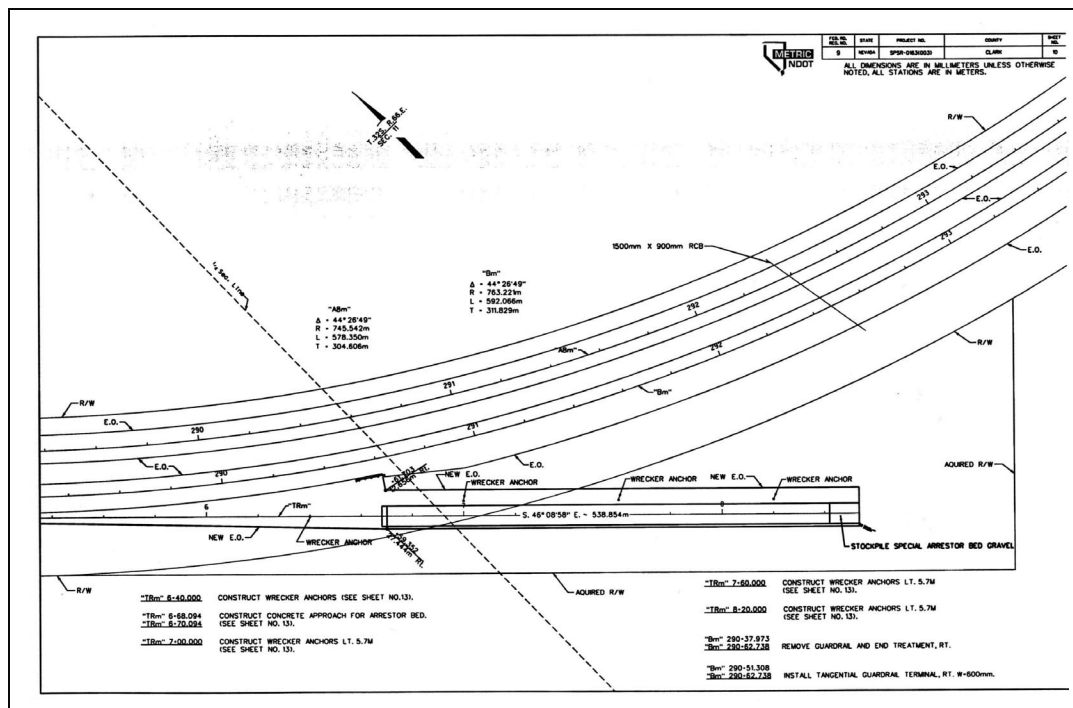 METRIC
NDOT
FED. RD. REG. NO. STATE PROJECT NO. COUNTY SHEET NO.
9 NEVADA SPSR-0163(003) CLARK 10
ALL DIMENSIONS ARE IN MILLIMETERS UNLESS OTHERWISE
NOTED, ALL STATIONS ARE IN METERS.
T.32S. R.66.E.
SEC. 11
R/W
E.O.
293
E.O.
293
E.O.
1500mm X 900mm RCB
1/4 Sec. Line
"Bm"
Δ - 44°26'49"
R - 763.221m
L - 592.066m
T - 311.829m
"ABm"
Δ - 44°26'49"
R - 745.542m
L - 578.350m
T - 304.606m
292
"ABm"
292
R/W
291
"Bm"
R/W
E.O.
290
291
E.O.
290
E.O.
AQUIRED R/W
NEW E.O.
WRECKER ANCHOR
WRECKER ANCHOR
NEW E.O.
WRECKER ANCHOR
6
"TRm"
S. 46°08'58" E. - 538.854m
NEW E.O.
WRECKER ANCHOR
STOCKPILE SPECIAL ARRESTOR BED GRAVEL
R/W
AQUIRED R/W
"TRm" 6+40.000 CONSTRUCT WRECKER ANCHORS (SEE SHEET NO.13).
"TRm" 6+68.094 CONSTRUCT CONCRETE APPROACH FOR ARRESTOR BED.
"TRm" 6+70.094 (SEE SHEET NO. 13).
"TRm" 7+00.000 CONSTRUCT WRECKER ANCHORS LT. 5.7M
(SEE SHEET NO. 13).
"TRm" 7+60.000 CONSTRUCT WRECKER ANCHORS LT. 5.7M
(SEE SHEET NO. 13).
"TRm" 8+20.000 CONSTRUCT WRECKER ANCHORS LT. 5.7M
(SEE SHEET NO. 13).
"Bm" 290+37.973
"Bm" 290+62.738 REMOVE GUARDRAIL AND END TREATMENT, RT.
"Bm" 290+51.308
"Bm" 290+62.738 INSTALL TANGENTIAL GUARDRAIL TERMINAL, RT. W=600mm.